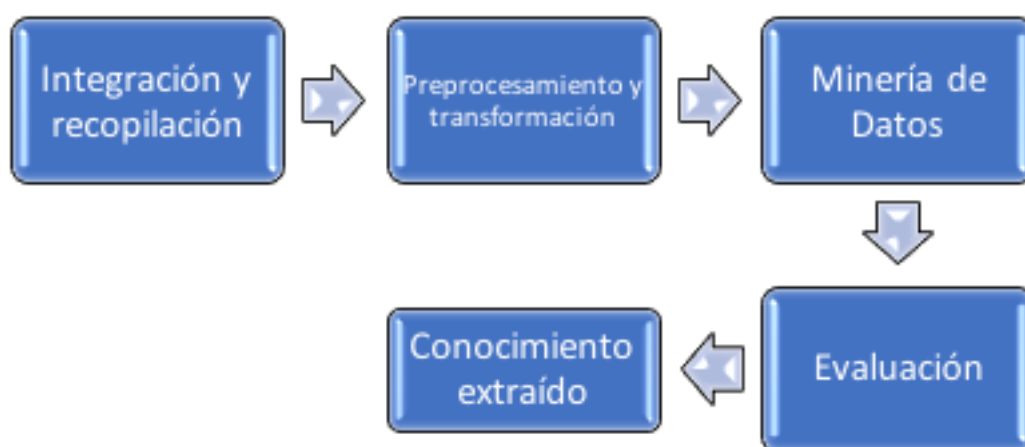 Integración y
recopilación
Preprocesamiento y
transformación
Minería de
Datos
Evaluación
Conocimiento
extraído